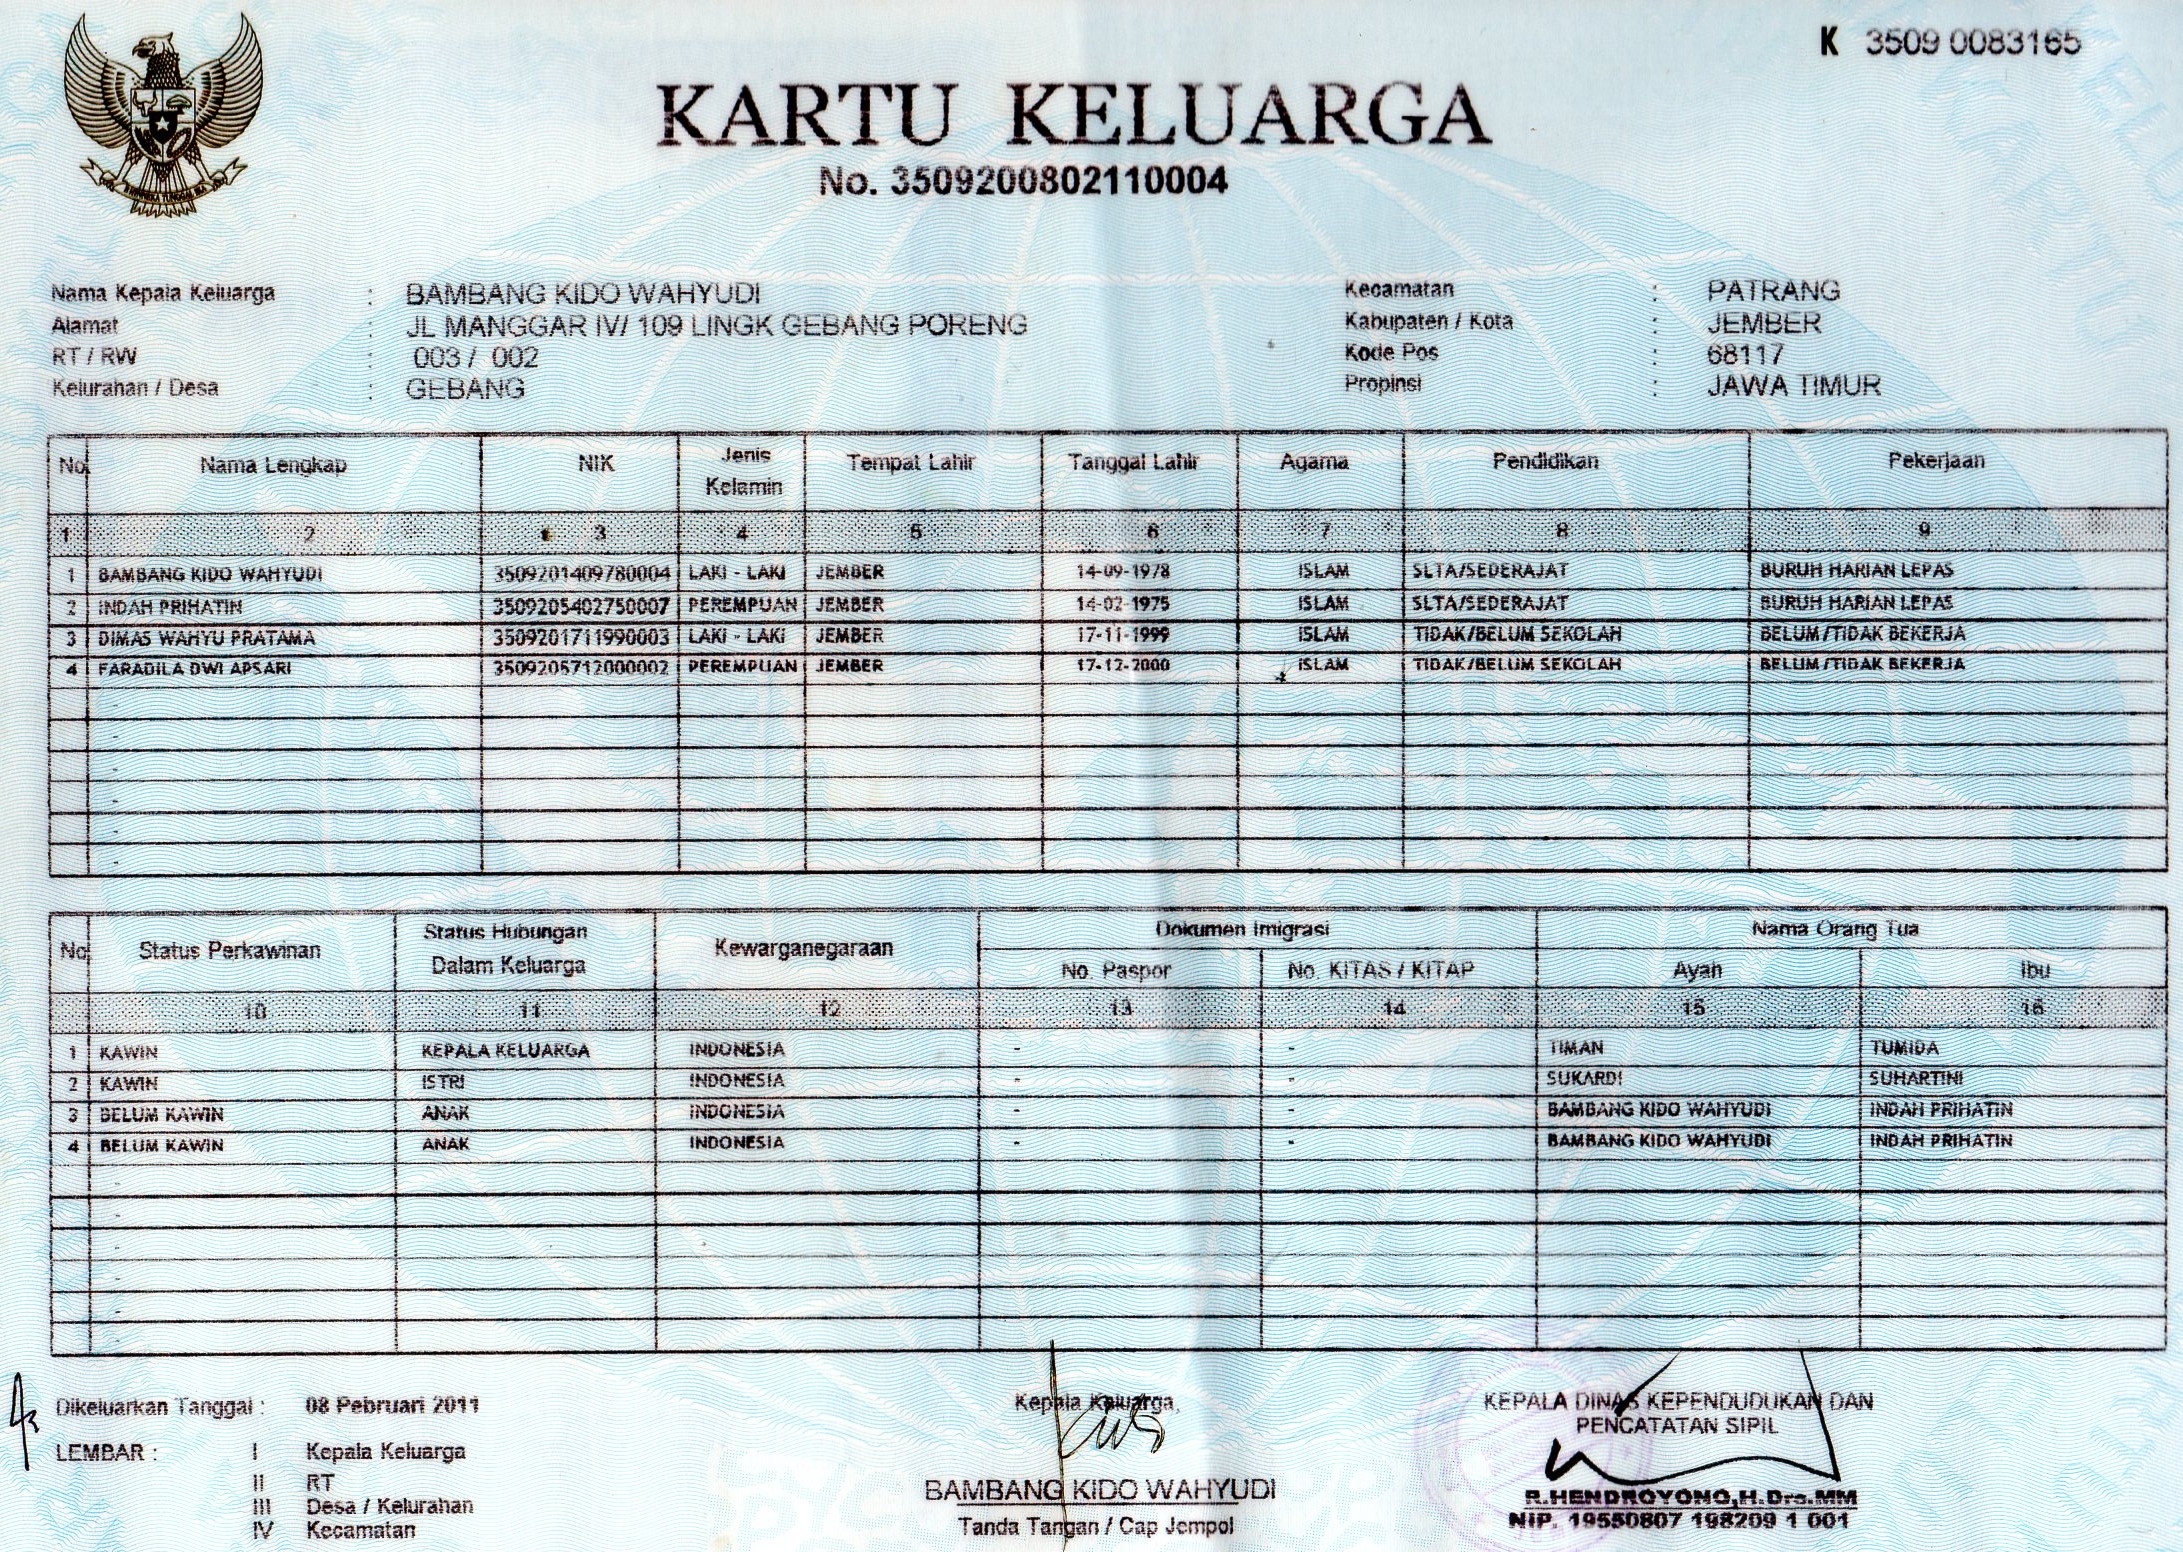 K 3509 0083165
KARTU KELUARGA
No. 3509200802110004
Nama Kepala Keluarga : BAMBANG KIDO WAHYUDI Kecamatan : PATRANG
Alamat : JL MANGGAR IV/ 109 LINGK GEBANG PORENG Kabupaten / Kota : JEMBER
RT / RW : 003 / 002 Kode Pos : 68117
Kelurahan / Desa : GEBANG Propinsi : JAWA TIMUR
No Nama Lengkap NIK Jenis Kelamin Tempat Lahir Tanggal Lahir Agama Pendidikan Pekerjaan
1 2 3 4 5 6 7 8 9
1 BAMBANG KIDO WAHYUDI 3509201409780004 LAKI - LAKI JEMBER 14-09-1978 ISLAM SLTA/SEDERAJAT BURUH HARIAN LEPAS
2 INDAH PRIHATIN 3509205402750007 PEREMPUAN JEMBER 14-02-1975 ISLAM SLTA/SEDERAJAT BURUH HARIAN LEPAS
3 DIMAS WAHYU PRATAMA 3509201711990003 LAKI - LAKI JEMBER 17-11-1999 ISLAM TIDAK/BELUM SEKOLAH BELUM/TIDAK BEKERJA
4 FARADILA DWI APSARI 3509205712000002 PEREMPUAN JEMBER 17-12-2000 ISLAM TIDAK/BELUM SEKOLAH BELUM/TIDAK BEKERJA
-
-
-
-
-
-
No Status Perkawinan Status Hubungan Dalam Keluarga Kewarganegaraan Dokumen Imigrasi Nama Orang Tua
No. Paspor No. KITAS / KITAP Ayah Ibu
10 11 12 13 14 15 16
1 KAWIN KEPALA KELUARGA INDONESIA - - TIMAN TUMIDA
2 KAWIN ISTRI INDONESIA - - SUKARDI SUHARTINI
3 BELUM KAWIN ANAK INDONESIA - - BAMBANG KIDO WAHYUDI INDAH PRIHATIN
4 BELUM KAWIN ANAK INDONESIA - - BAMBANG KIDO WAHYUDI INDAH PRIHATIN
-
-
-
-
-
-
Dikeluarkan Tanggal : 08 Pebruari 2011 Kepala Keluarga, KEPALA DINAS KEPENDUDUKAN DAN
PENCATATAN SIPIL
LEMBAR : I Kepala Keluarga
II RT BAMBANG KIDO WAHYUDI R.HENDROYONO,H.Drs.MM
III Desa / Kelurahan Tanda Tangan / Cap Jempol NIP. 19550807 198209 1 001
IV Kecamatan